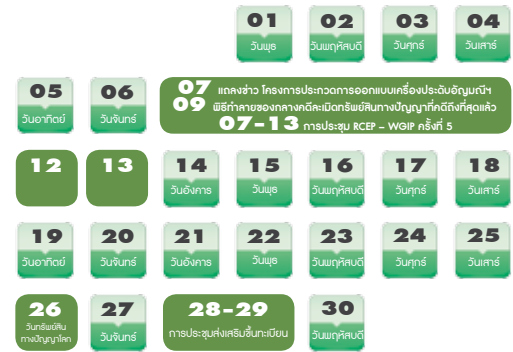 01 02 03 04
วันพุธ วันพฤหัสบดี วันศุกร์ วันเสาร์
05 06
วันอาทิตย์ วันจันทร์
07 แถลงข่าว โครงการประกวดการออกแบบเครื่องประดับอัญมณีฯ
09 พิธีทำลายของกลางคดีละเมิดทรัพย์สินทางปัญญาที่คดีถึงที่สุดแล้ว
07-13 การประชุม RCEP – WGIP ครั้งที่ 5
12 13 14 15 16 17 18
วันอังคาร วันพุธ วันพฤหัสบดี วันศุกร์ วันเสาร์
19 20 21 22 23 24 25
วันอาทิตย์ วันจันทร์ วันอังคาร วันพุธ วันพฤหัสบดี วันศุกร์ วันเสาร์
26 27 28-29 30
วันทรัพย์สิน
ทางปัญญาโลก วันจันทร์ การประชุมส่งเสริมขึ้นทะเบียน วันพฤหัสบดี